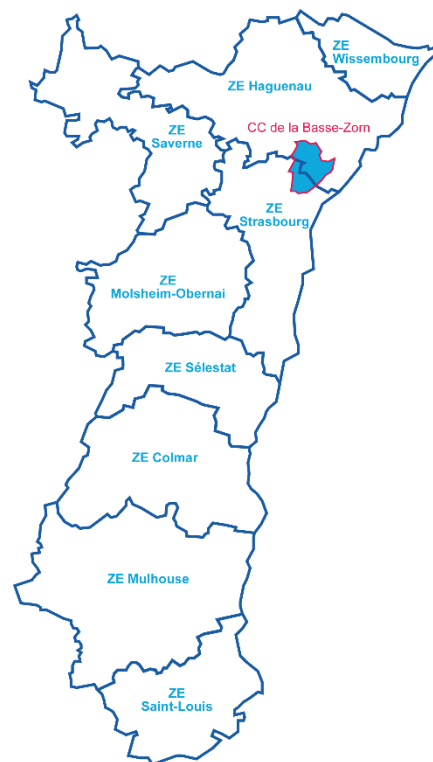 ZE
Wissembourg
ZE Haguenau
CC de la Basse-Zorn
ZE
Saverne
ZE
Strasbourg
ZE
Molsheim-Obernai
ZE Sélestat
ZE Colmar
ZE Mulhouse
ZE
Saint-Louis